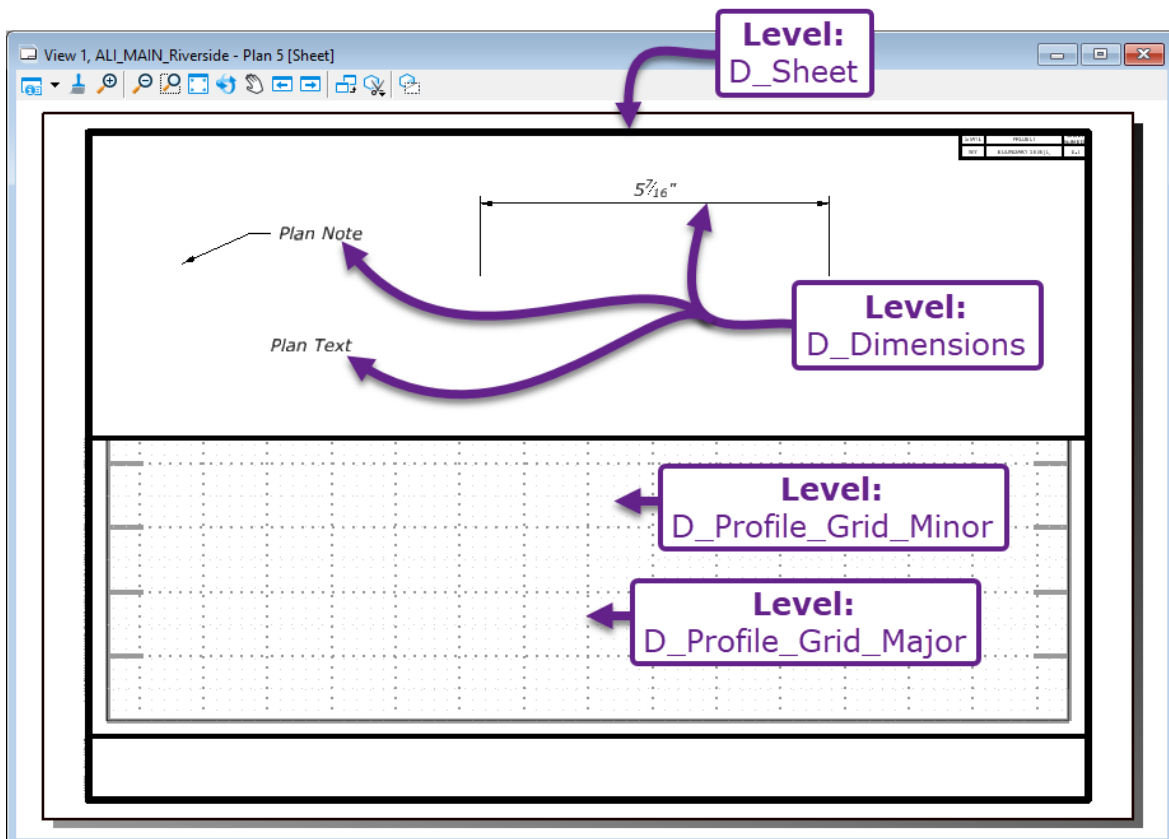 Level:
D_Sheet
View 1, ALI_MAIN_Riverside - Plan 5 [Sheet]
STATE PROJECT
5 7/16"
Plan Note
Level:
D_Dimensions
Plan Text
Level:
D_Profile_Grid_Minor
Level:
D_Profile_Grid_Major